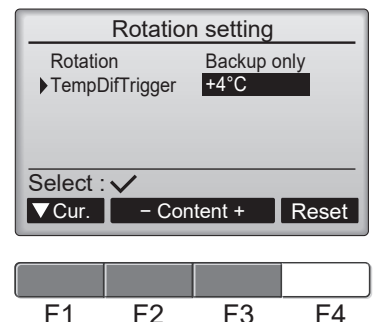 Rotation setting
Rotation Backup only
▶TempDifTrigger +4°C
Select : ✓
▼Cur. − Content + Reset
F1 F2 F3 F4